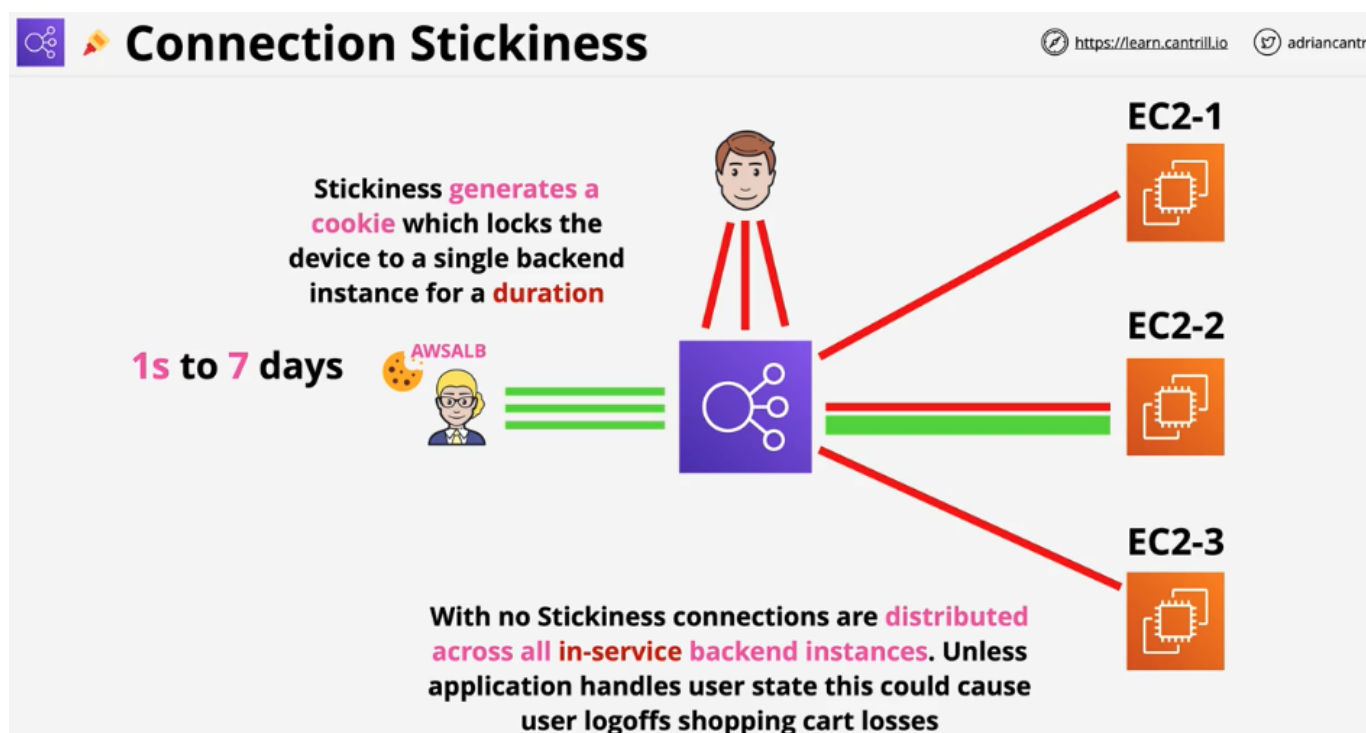 Connection Stickiness
https://learn.cantrill.io
adriancantr
EC2-1
Stickiness generates a
cookie which locks the
device to a single backend
instance for a duration
1s to 7 days
AWSALB
EC2-2
EC2-3
With no Stickiness connections are distributed
across all in-service backend instances. Unless
application handles user state this could cause
user logoffs shopping cart losses